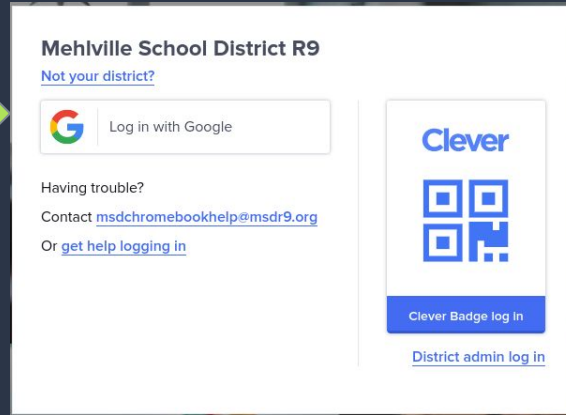 Mehlville School District R9
Not your district?
Log in with Google
Having trouble?
Contact msdchromebookhelp@msdr9.org
Or get help logging in
Clever
Clever Badge log in
District admin log in